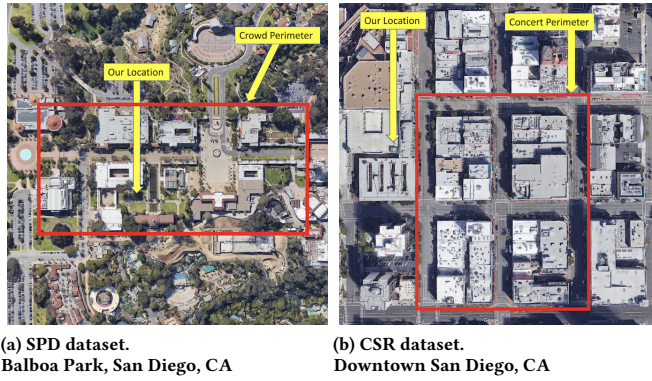 Crowd Perimeter
Our Location
Our Location
Concert Perimeter
Google
(a) SPD dataset.
Balboa Park, San Diego, CA
(b) CSR dataset.
Downtown San Diego, CA